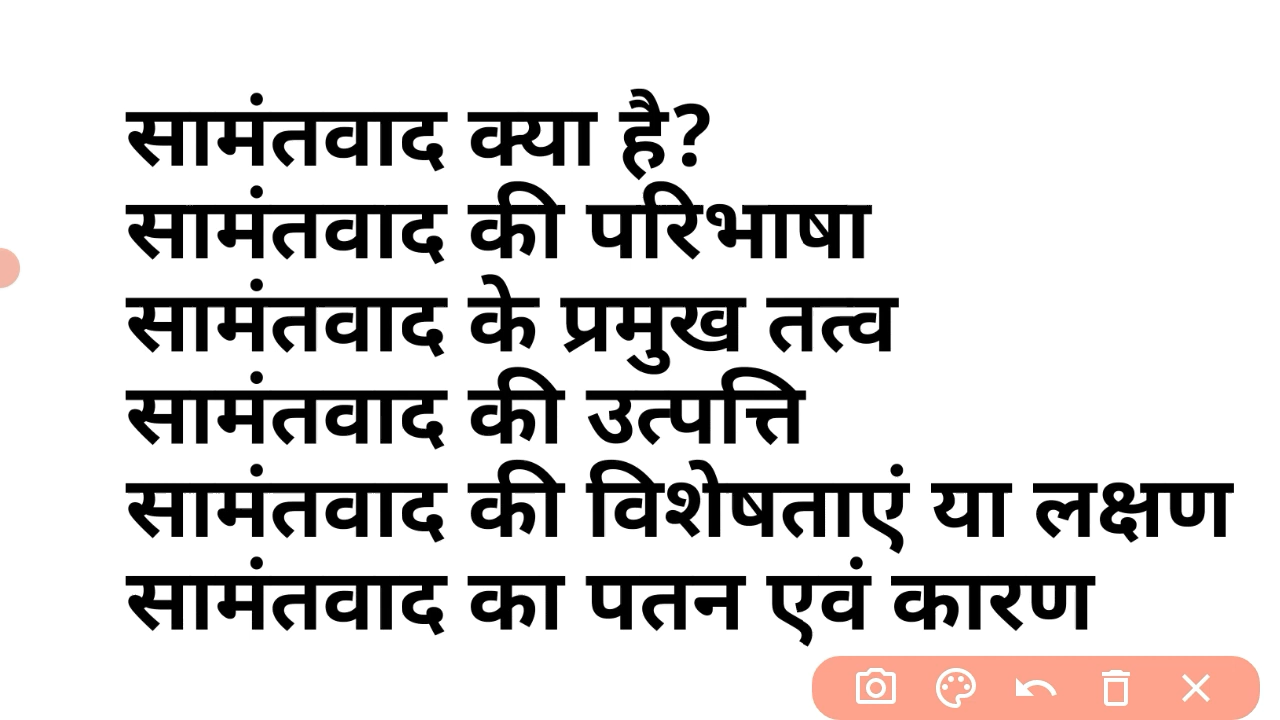 सामंतवाद क्या है?
सामंतवाद की परिभाषा
सामंतवाद के प्रमुख तत्व
सामंतवाद की उत्पत्ति
सामंतवाद की विशेषताएं या लक्षण
सामंतवाद का पतन एवं कारण